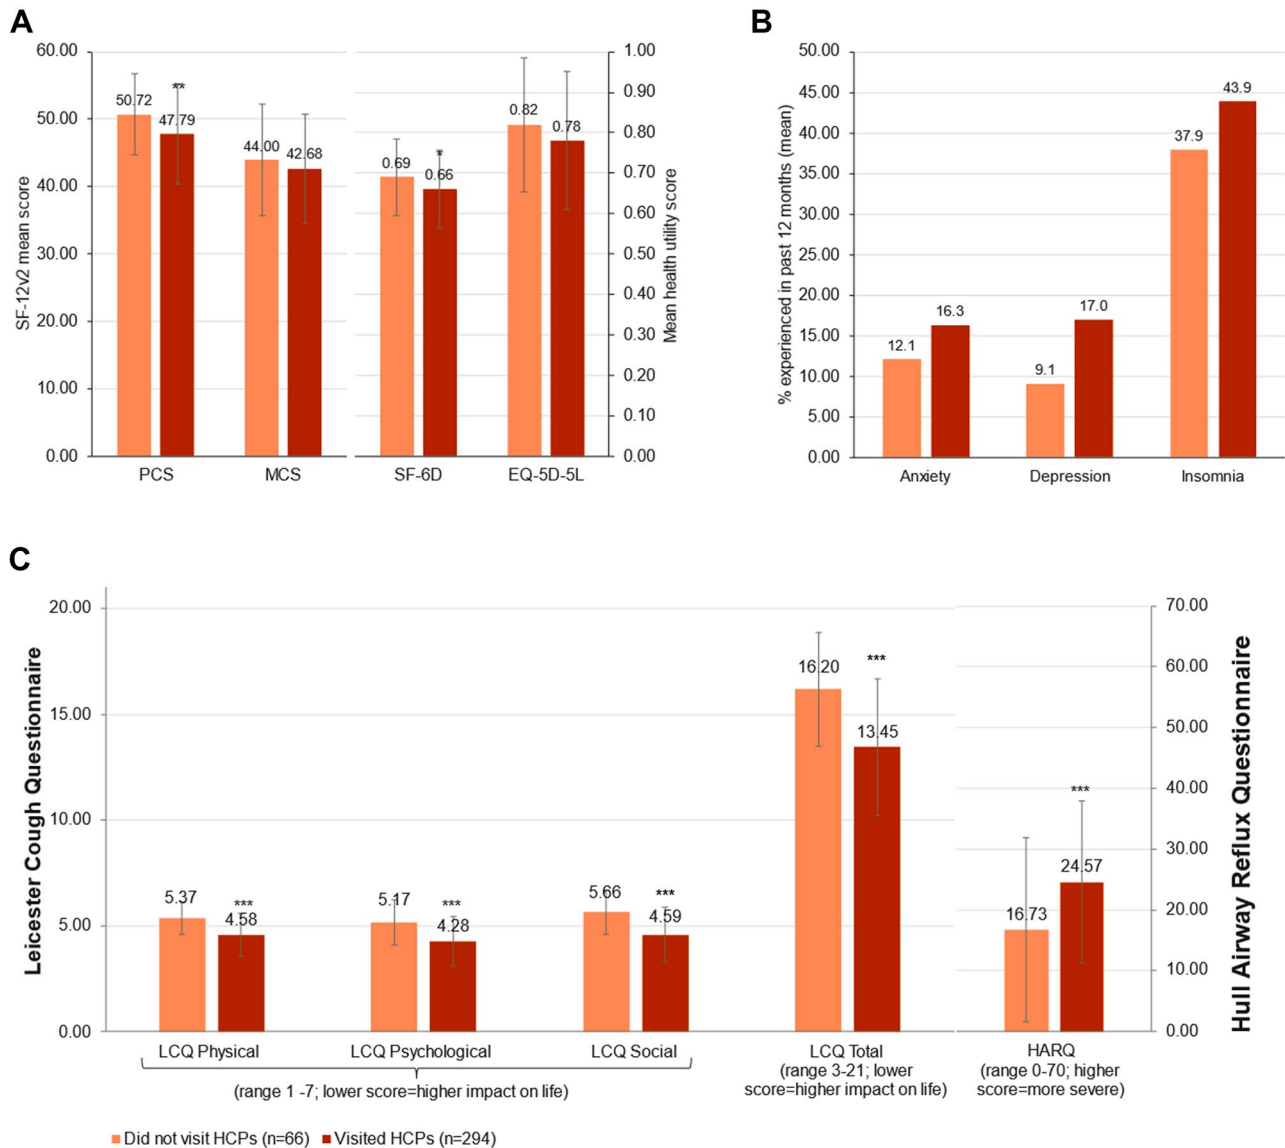 A
SF-12v2 mean score
60.00
50.00
40.00
30.00
20.00
10.00
0.00
50.72
**
47.79
44.00
42.68
0.69
*
0.66
0.82
0.78
PCS
MCS
SF-6D
EQ-5D-5L
1.00
0.90
0.80
0.70
0.60
0.50
0.40
0.30
0.20
0.10
0.00
Mean health utility score
B
% experienced in past 12 months (mean)
50.00
45.00
40.00
35.00
30.00
25.00
20.00
15.00
10.00
5.00
0.00
12.1
16.3
9.1
17.0
37.9
43.9
Anxiety
Depression
Insomnia
C
Leicester Cough Questionnaire
20.00
15.00
10.00
5.00
0.00
5.37
***
4.58
5.17
***
4.28
5.66
***
4.59
16.20
***
13.45
16.73
***
24.57
70.00
60.00
50.00
40.00
30.00
20.00
10.00
0.00
Hull Airway Reflux Questionnaire
LCQ Physical
LCQ Psychological
LCQ Social
(range 1 -7; lower score=higher impact on life)
LCQ Total
(range 3-21; lower
score=higher impact on life)
HARQ
(range 0-70; higher
score=more severe)
Did not visit HCPs (n=66)
Visited HCPs (n=294)